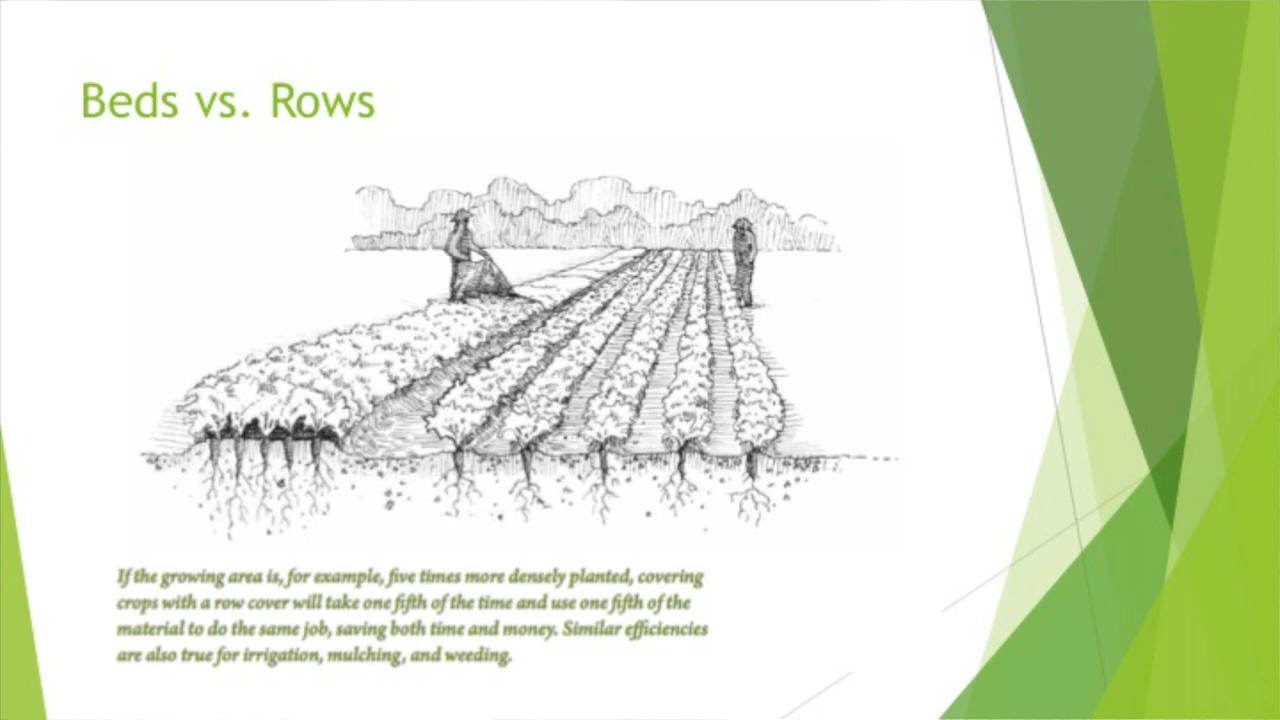 Beds vs. Rows
If the growing area is, for example, five times more densely planted, covering
crops with a row cover will take one fifth of the time and use one fifth of the
material to do the same job, saving both time and money. Similar efficiencies
are also true for irrigation, mulching, and weeding.